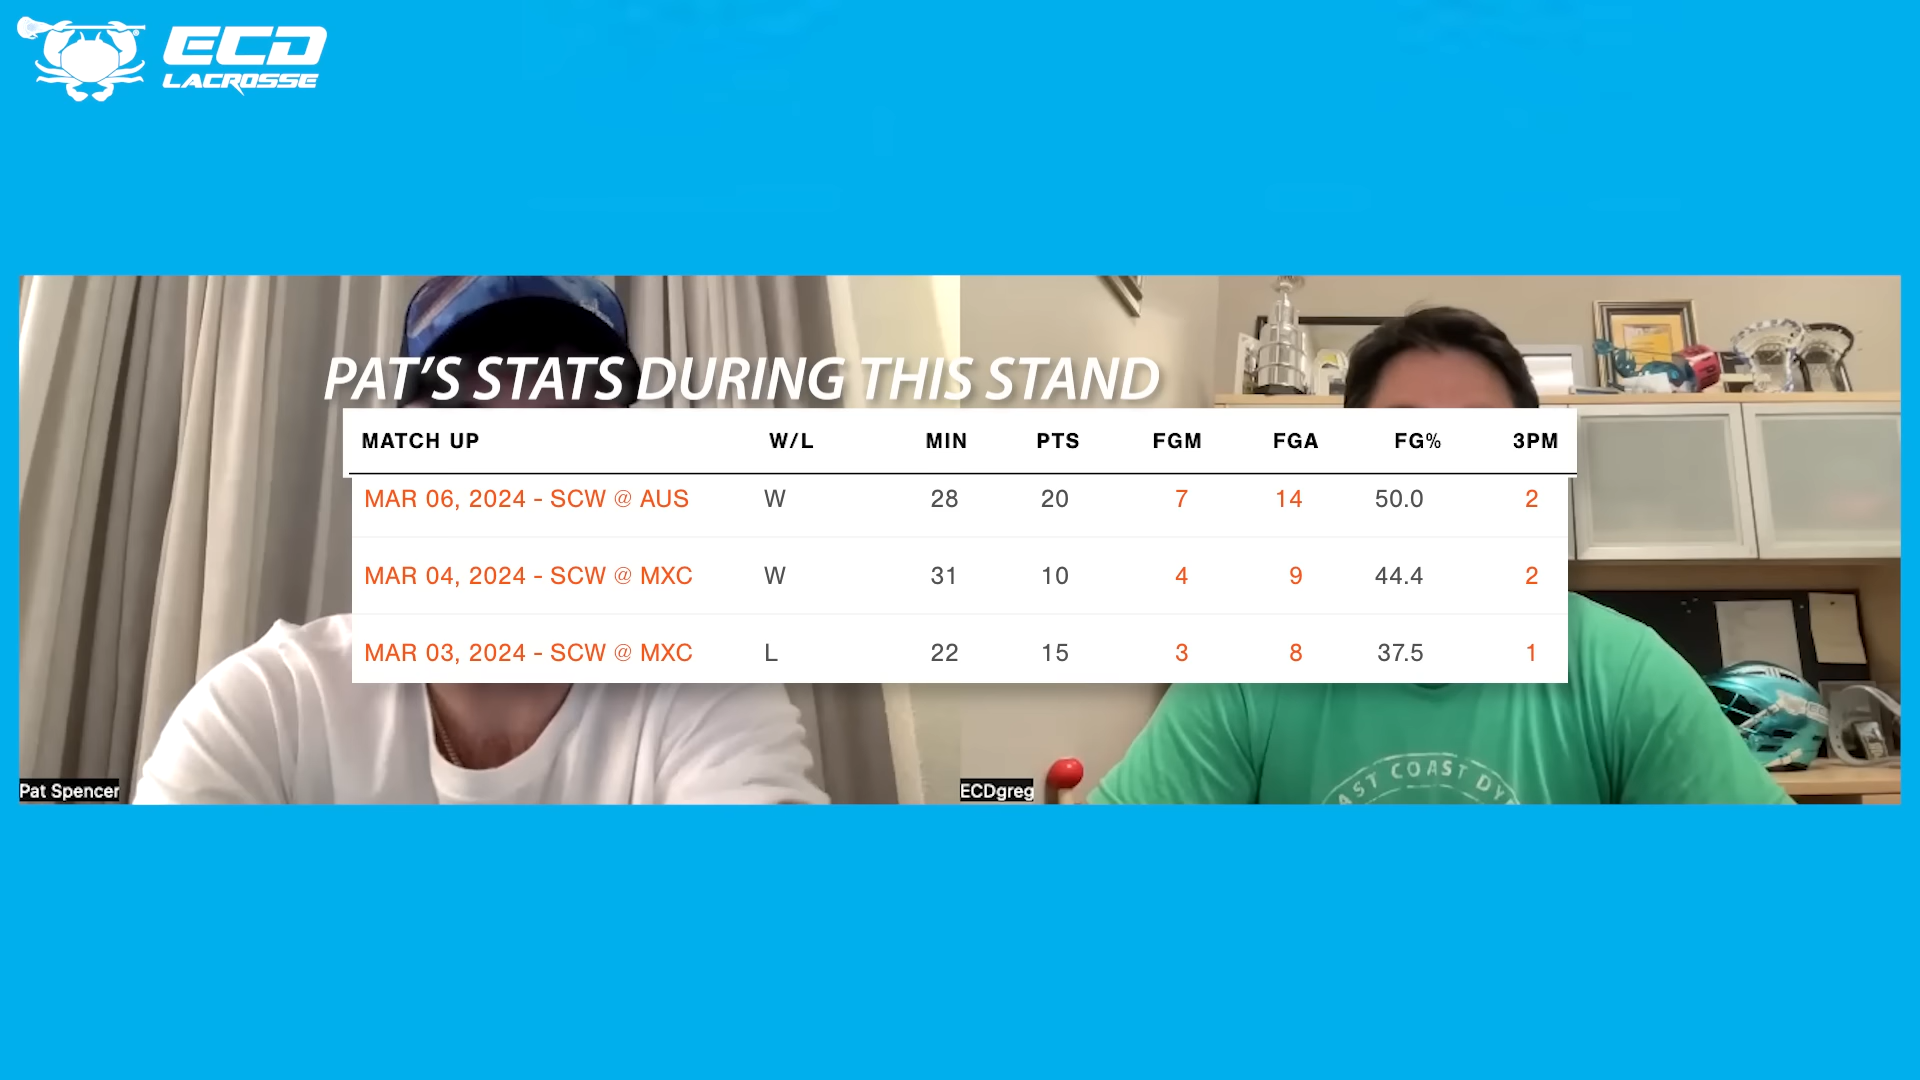 ECD
LACROSSE
PAT'S STATS DURING THIS STAND
MATCH UP W/L MIN PTS FGM FGA FG% 3PM
MAR 06, 2024 - SCW @ AUS W 28 20 7 14 50.0 2
MAR 04, 2024 - SCW @ MXC W 31 10 4 9 44.4 2
MAR 03, 2024 - SCW @ MXC L 22 15 3 8 37.5 1
Pat Spencer
ECDgreg
AST COAST DY